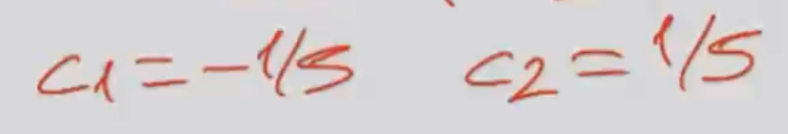 c1 = -1/5 c2 = 1/5